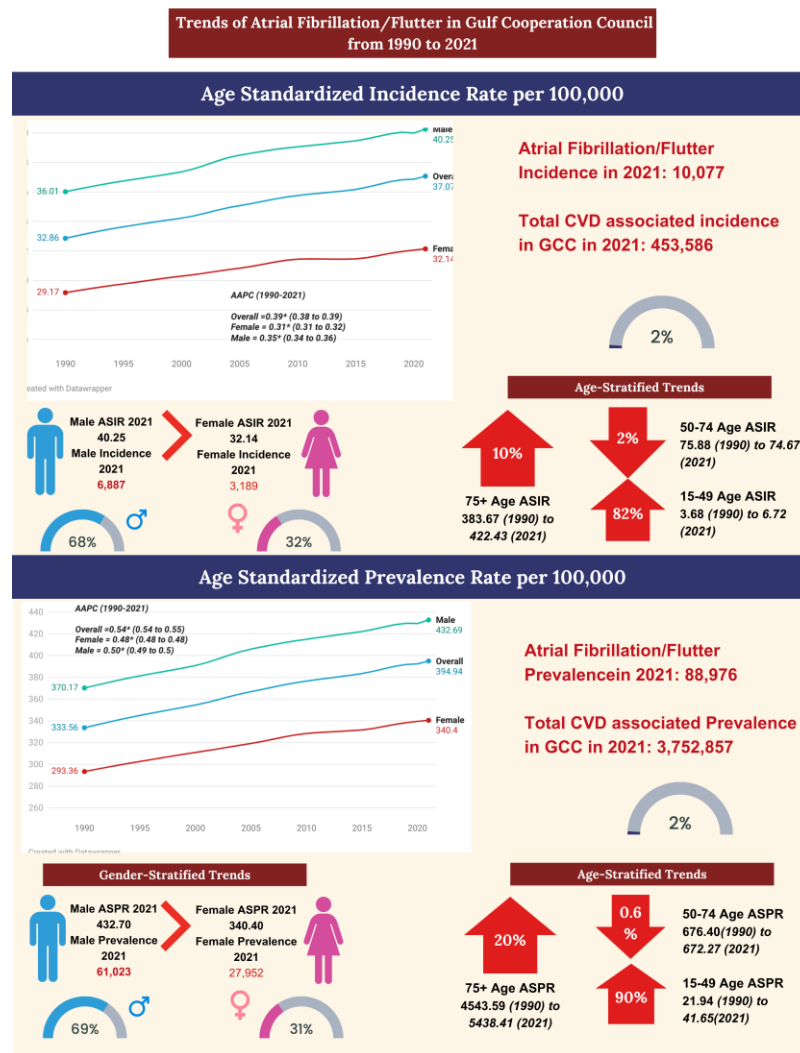 Trends of Atrial Fibrillation/Flutter in Gulf Cooperation Council
from 1990 to 2021
Age Standardized Incidence Rate per 100,000
Male
40.25
36.01
Overa
37.07
32.86
Fema
32.14
29.17
AAPC (1990-2021)
Overall =0.39* (0.38 to 0.39)
Female = 0.31* (0.31 to 0.32)
Male = 0.35* (0.34 to 0.36)
1990 1995 2000 2005 2010 2015 2020
eated with Datawrapper
Atrial Fibrillation/Flutter
Incidence in 2021: 10,077
Total CVD associated incidence
in GCC in 2021: 453,586
2%
Male ASIR 2021
40.25
Male Incidence
2021
6,887
68%
Female ASIR 2021
32.14
Female Incidence
2021
3,189
32%
Age-Stratified Trends
10%
75+ Age ASIR
383.67 (1990) to
422.43 (2021)
2%
50-74 Age ASIR
75.88 (1990) to 74.67
(2021)
82%
15-49 Age ASIR
3.68 (1990) to 6.72
(2021)
Age Standardized Prevalence Rate per 100,000
AAPC (1990-2021)
Overall =0.54* (0.54 to 0.55)
Female = 0.48* (0.48 to 0.48)
Male = 0.50* (0.49 to 0.5)
440
420
400
380
360
340
320
300
280
260
Male
432.69
370.17
Overall
394.94
333.56
Female
340.4
293.36
1990 1995 2000 2005 2010 2015 2020
Created with Datawrapper
Atrial Fibrillation/Flutter
Prevalencein 2021: 88,976
Total CVD associated Prevalence
in GCC in 2021: 3,752,857
2%
Gender-Stratified Trends
Male ASPR 2021
432.70
Male Prevalence
2021
61,023
69%
Female ASPR 2021
340.40
Female Prevalence
2021
27,952
31%
Age-Stratified Trends
20%
75+ Age ASPR
4543.59 (1990) to
5438.41 (2021)
0.6
%
50-74 Age ASPR
676.40(1990) to
672.27 (2021)
90%
15-49 Age ASPR
21.94 (1990) to
41.65(2021)